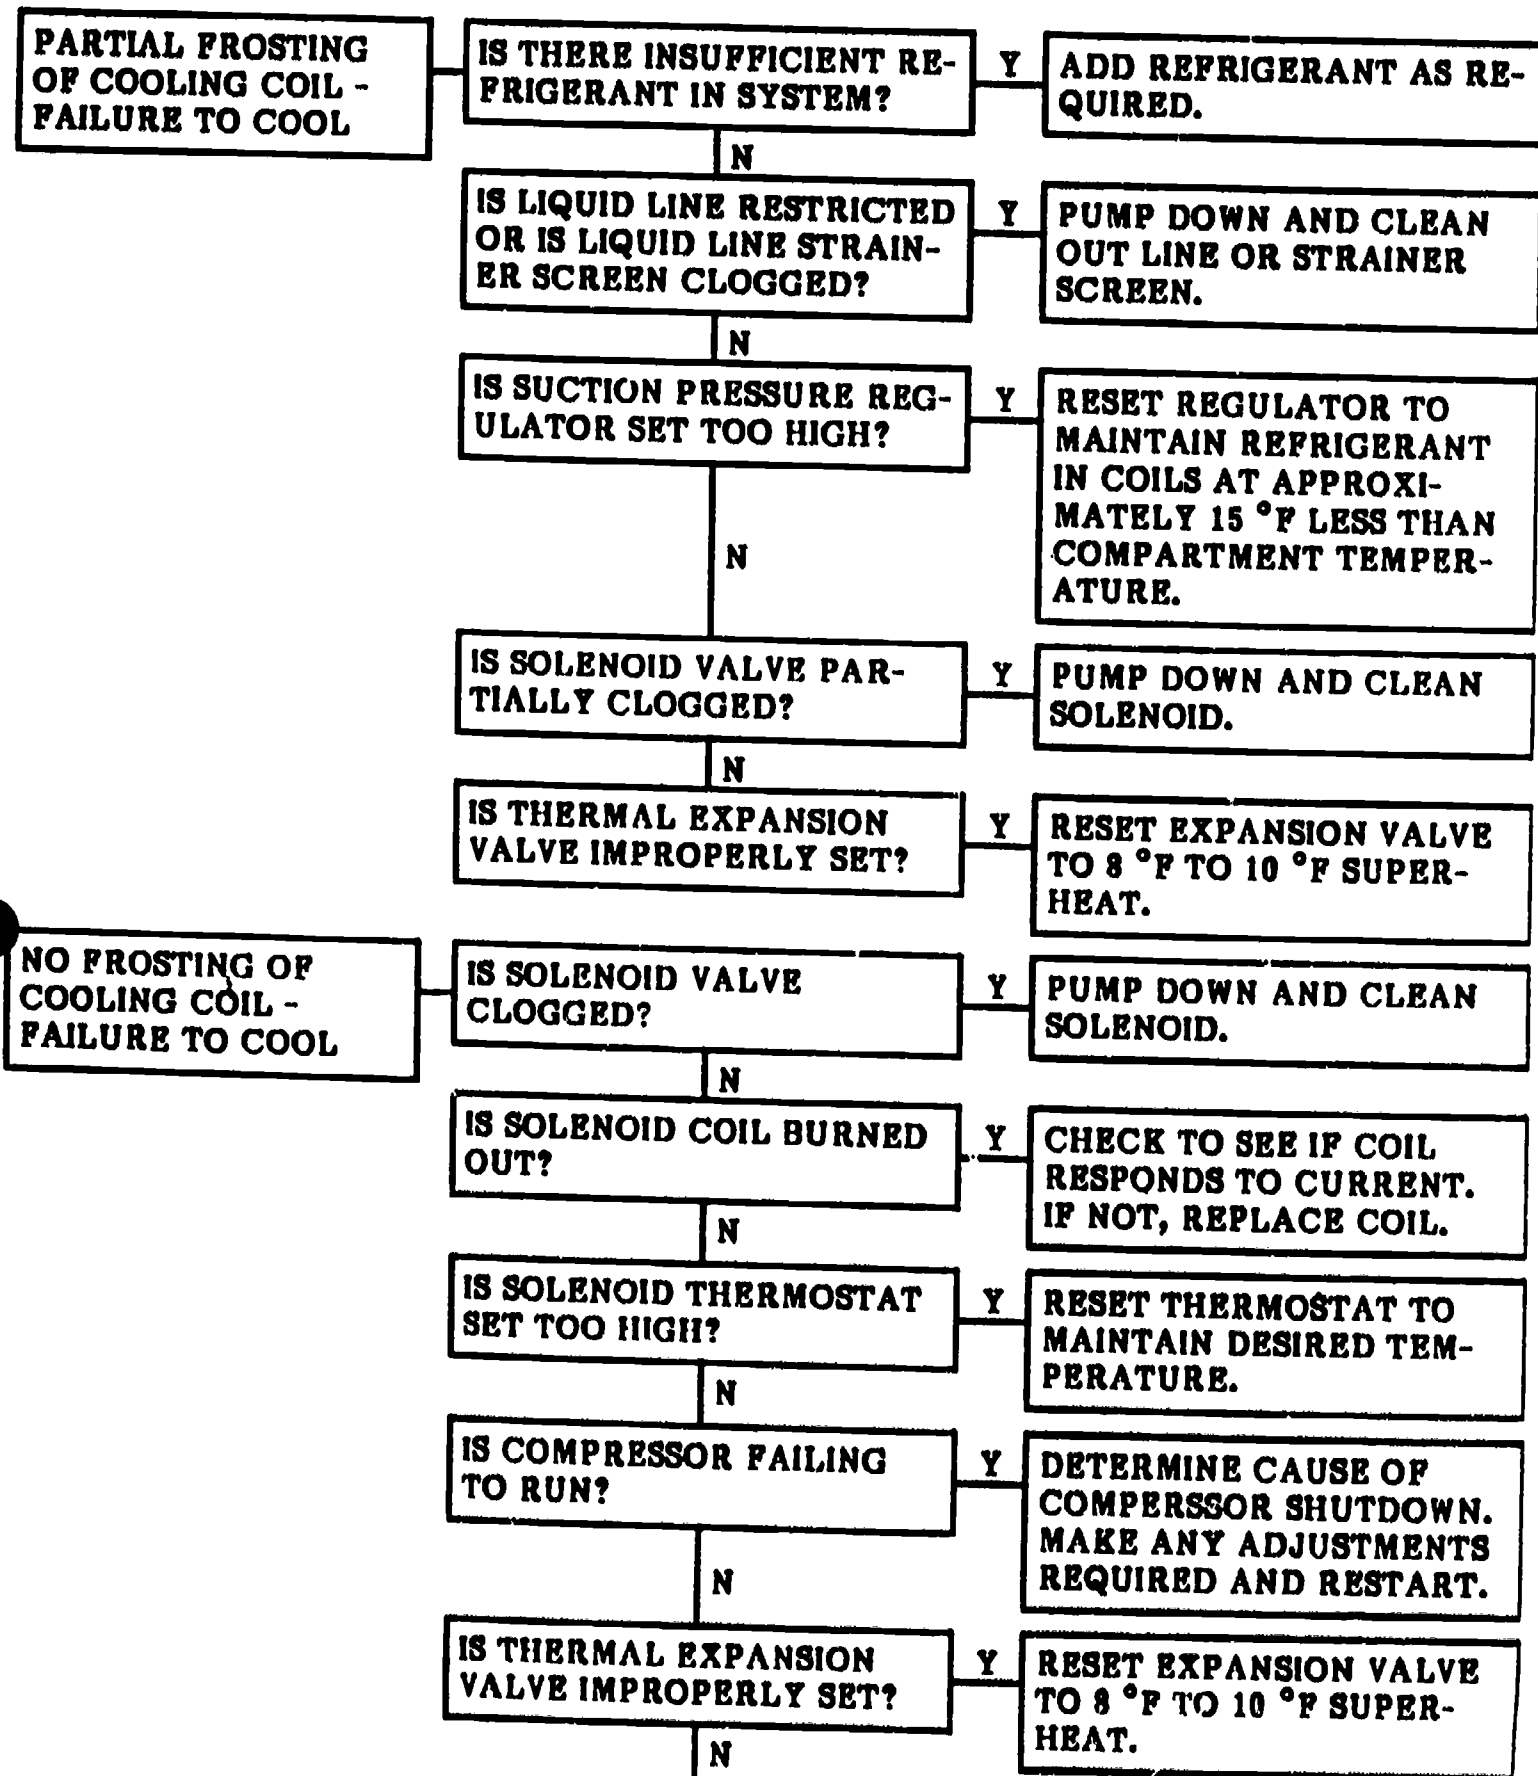 PARTIAL FROSTING
OF COOLING COIL -
FAILURE TO COOL
IS THERE INSUFFICIENT RE-
FRIGERANT IN SYSTEM?
Y
ADD REFRIGERANT AS RE-
QUIRED.
N
IS LIQUID LINE RESTRICTED
OR IS LIQUID LINE STRAIN-
ER SCREEN CLOGGED?
Y
PUMP DOWN AND CLEAN
OUT LINE OR STRAINER
SCREEN.
N
IS SUCTION PRESSURE REG-
ULATOR SET TOO HIGH?
Y
RESET REGULATOR TO
MAINTAIN REFRIGERANT
IN COILS AT APPROXI-
MATELY 15 °F LESS THAN
COMPARTMENT TEMPER-
ATURE.
N
IS SOLENOID VALVE PAR-
TIALLY CLOGGED?
Y
PUMP DOWN AND CLEAN
SOLENOID.
N
IS THERMAL EXPANSION
VALVE IMPROPERLY SET?
Y
RESET EXPANSION VALVE
TO 8 °F TO 10 °F SUPER-
HEAT.
NO FROSTING OF
COOLING COIL -
FAILURE TO COOL
IS SOLENOID VALVE
CLOGGED?
Y
PUMP DOWN AND CLEAN
SOLENOID.
N
IS SOLENOID COIL BURNED
OUT?
Y
CHECK TO SEE IF COIL
RESPONDS TO CURRENT.
IF NOT, REPLACE COIL.
N
IS SOLENOID THERMOSTAT
SET TOO HIGH?
Y
RESET THERMOSTAT TO
MAINTAIN DESIRED TEM-
PERATURE.
N
IS COMPRESSOR FAILING
TO RUN?
Y
DETERMINE CAUSE OF
COMPERSSOR SHUTDOWN.
MAKE ANY ADJUSTMENTS
REQUIRED AND RESTART.
N
IS THERMAL EXPANSION
VALVE IMPROPERLY SET?
Y
RESET EXPANSION VALVE
TO 8 °F TO 10 °F SUPER-
HEAT.
N